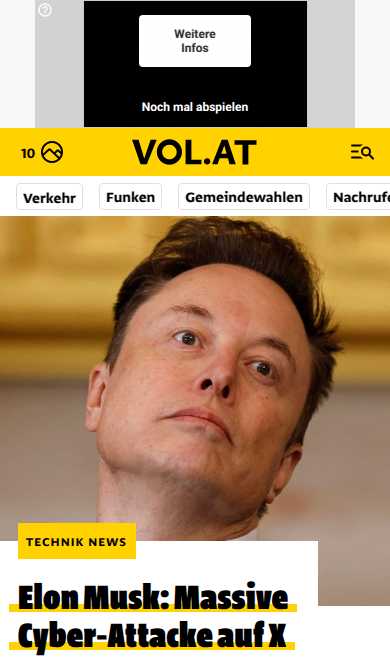 Weitere
Infos
Noch mal abspielen
10
VOL.AT
Verkehr
Funken
Gemeindewahlen
Nachrufe
TECHNIK NEWS
Elon Musk: Massive
Cyber-Attacke auf X